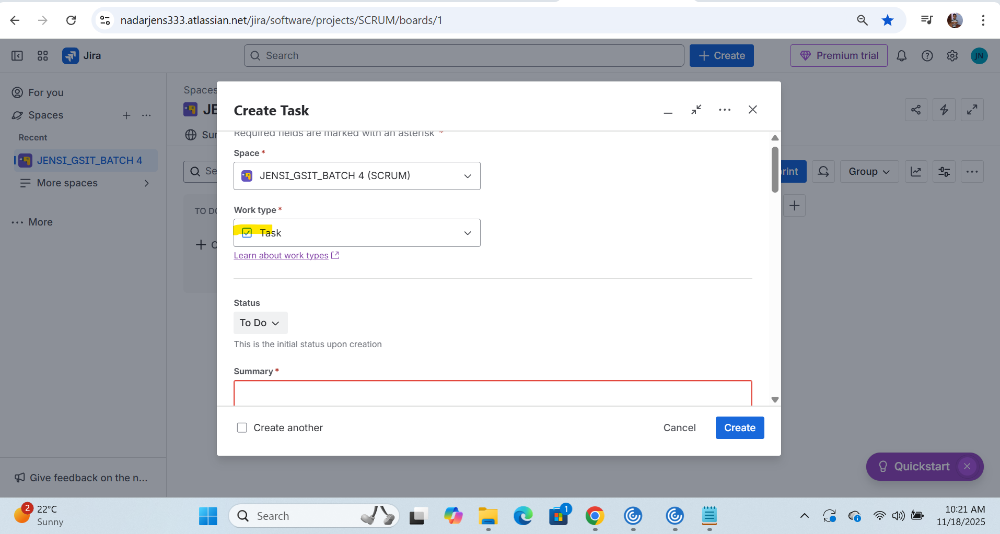 nadarjens333.atlassian.net/jira/software/projects/SCRUM/boards/1
Jira
Search
Create
Premium trial
JN
For you
Spaces
Recent
JENSI_GSIT_BATCH 4
More spaces
More
Give feedback on the n...
Spaces
JE
Sur
Se
TO DO
C
rint
Group
Create Task
Required fields are marked with an asterisk *
Space *
JENSI_GSIT_BATCH 4 (SCRUM)
Work type *
Task
Learn about work types
Status
To Do
This is the initial status upon creation
Summary *
Create another
Cancel
Create
Quickstart
2
22°C
Sunny
Search
1
10:21 AM
11/18/2025